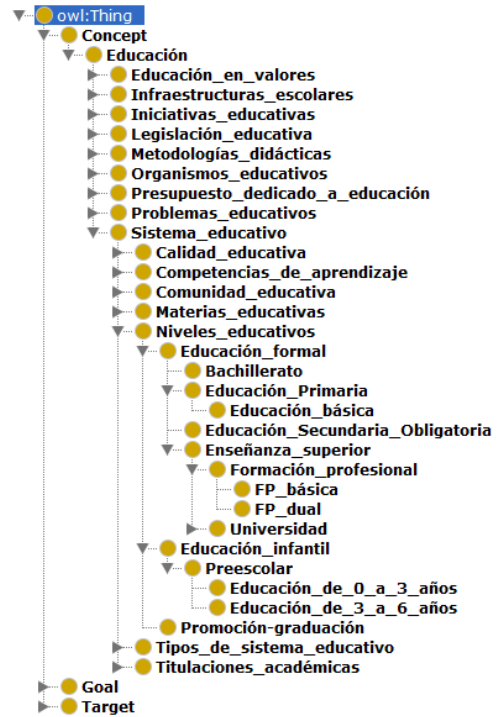 owl:Thing
Concept
Educación
Educación_en_valores
Infraestructuras_escolares
Iniciativas_educativas
Legislación_educativa
Metodologías_didácticas
Organismos_educativos
Presupuesto_dedicado_a_educación
Problemas_educativos
Sistema_educativo
Calidad_educativa
Competencias_de_aprendizaje
Comunidad_educativa
Materias_educativas
Niveles_educativos
Educación_formal
Bachillerato
Educación_Primaria
Educación_básica
Educación_Secundaria_Obligatoria
Enseñanza_superior
Formación_profesional
FP_básica
FP_dual
Universidad
Educación_infantil
Preescolar
Educación_de_0_a_3_años
Educación_de_3_a_6_años
Promoción-graduación
Tipos_de_sistema_educativo
Titulaciones_académicas
Goal
Target